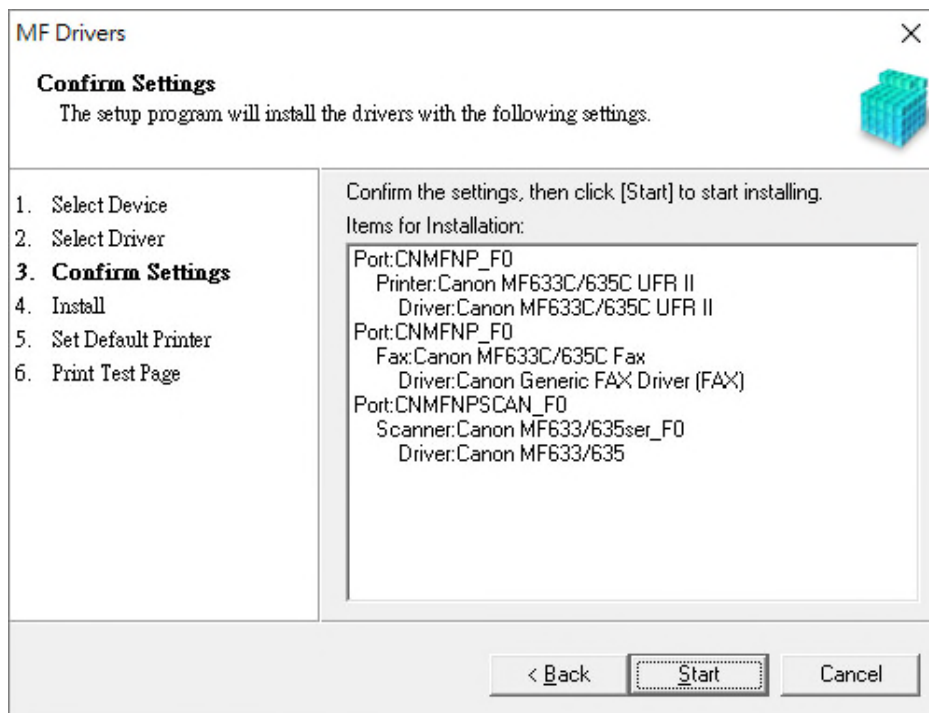 MF Drivers
Confirm Settings
The setup program will install the drivers with the following settings.
1. Select Device
2. Select Driver
3. Confirm Settings
4. Install
5. Set Default Printer
6. Print Test Page
Confirm the settings, then click [Start] to start installing.
Items for Installation:
Port:CNMFNP_F0
Printer:Canon MF633C/635C UFR II
Driver:Canon MF633C/635C UFR II
Port:CNMFNP_F0
Fax:Canon MF633C/635C Fax
Driver:Canon Generic FAX Driver (FAX)
Port:CNMFNPSCAN_F0
Scanner:Canon MF633/635ser_F0
Driver:Canon MF633/635
< Back
Start
Cancel